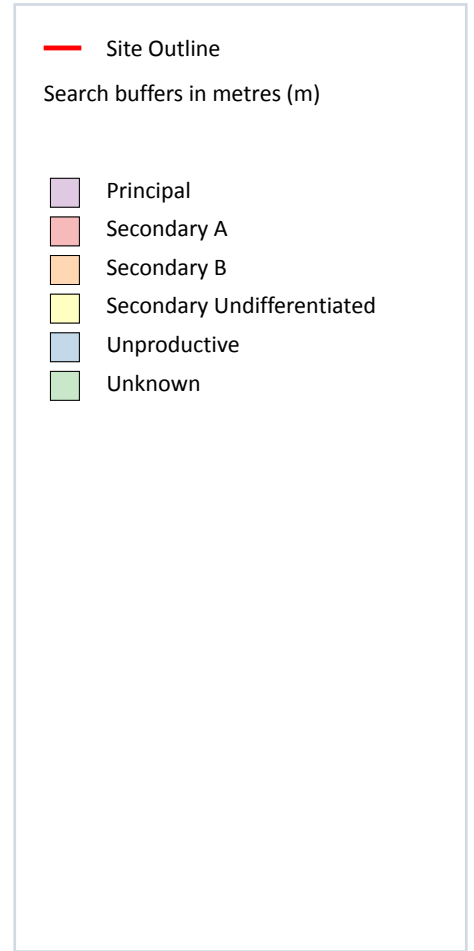 Site Outline
Search buffers in metres (m)
Principal
Secondary A
Secondary B
Secondary Undifferentiated
Unproductive
Unknown